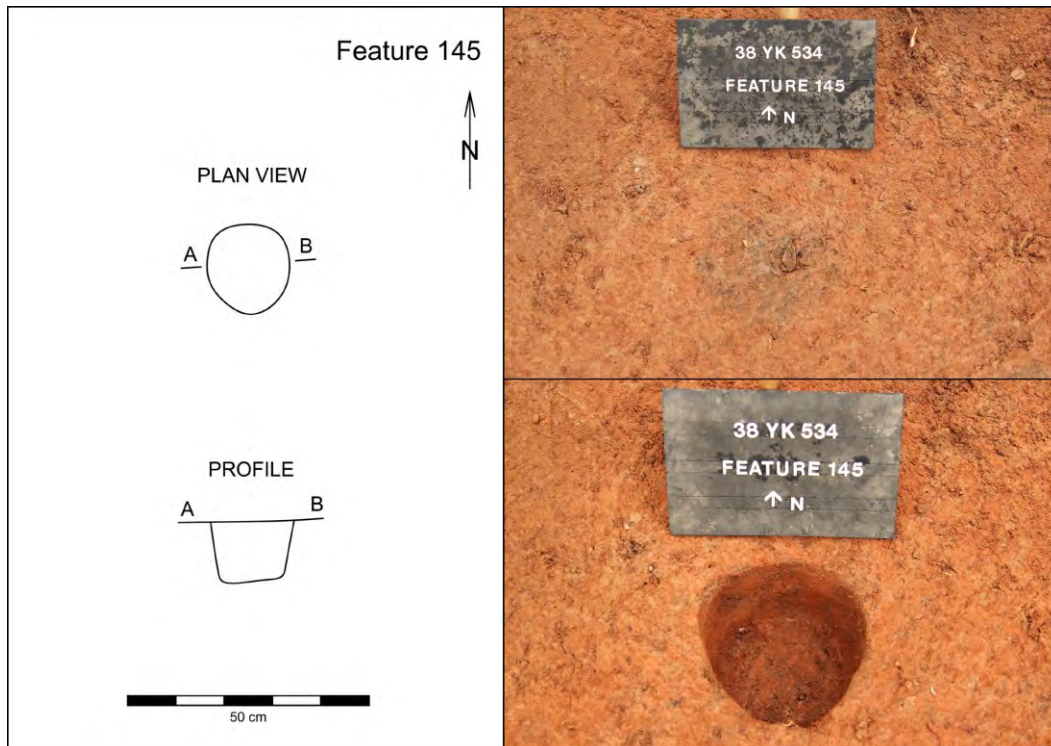 Feature 145
N
PLAN VIEW
A B
PROFILE
A B
50 cm
38 YK 534
FEATURE 145
↑ N
38 YK 534
FEATURE 145
↑ N